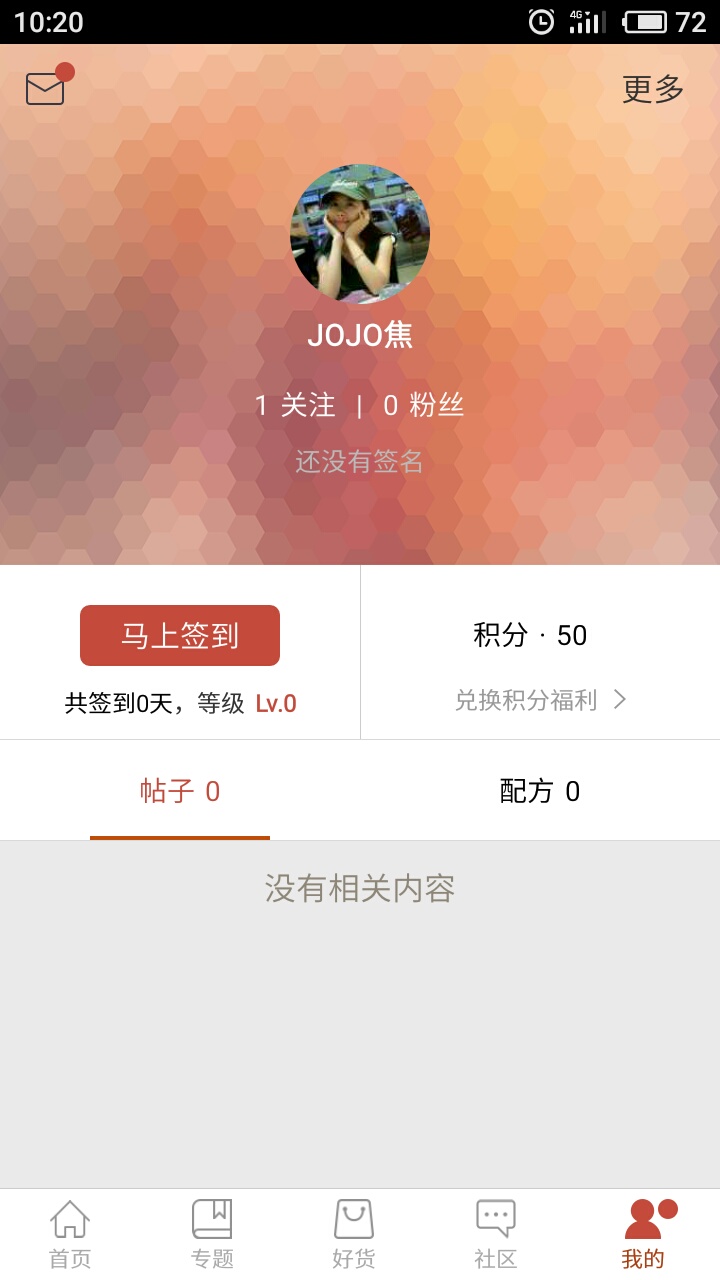 10:20
4G
72
更多
JOJO焦
1 关注 | 0 粉丝
还没有签名
马上签到
共签到0天，等级 Lv.0
积分 · 50
兑换积分福利
帖子 0
配方 0
没有相关内容
首页
专题
好货
社区
我的